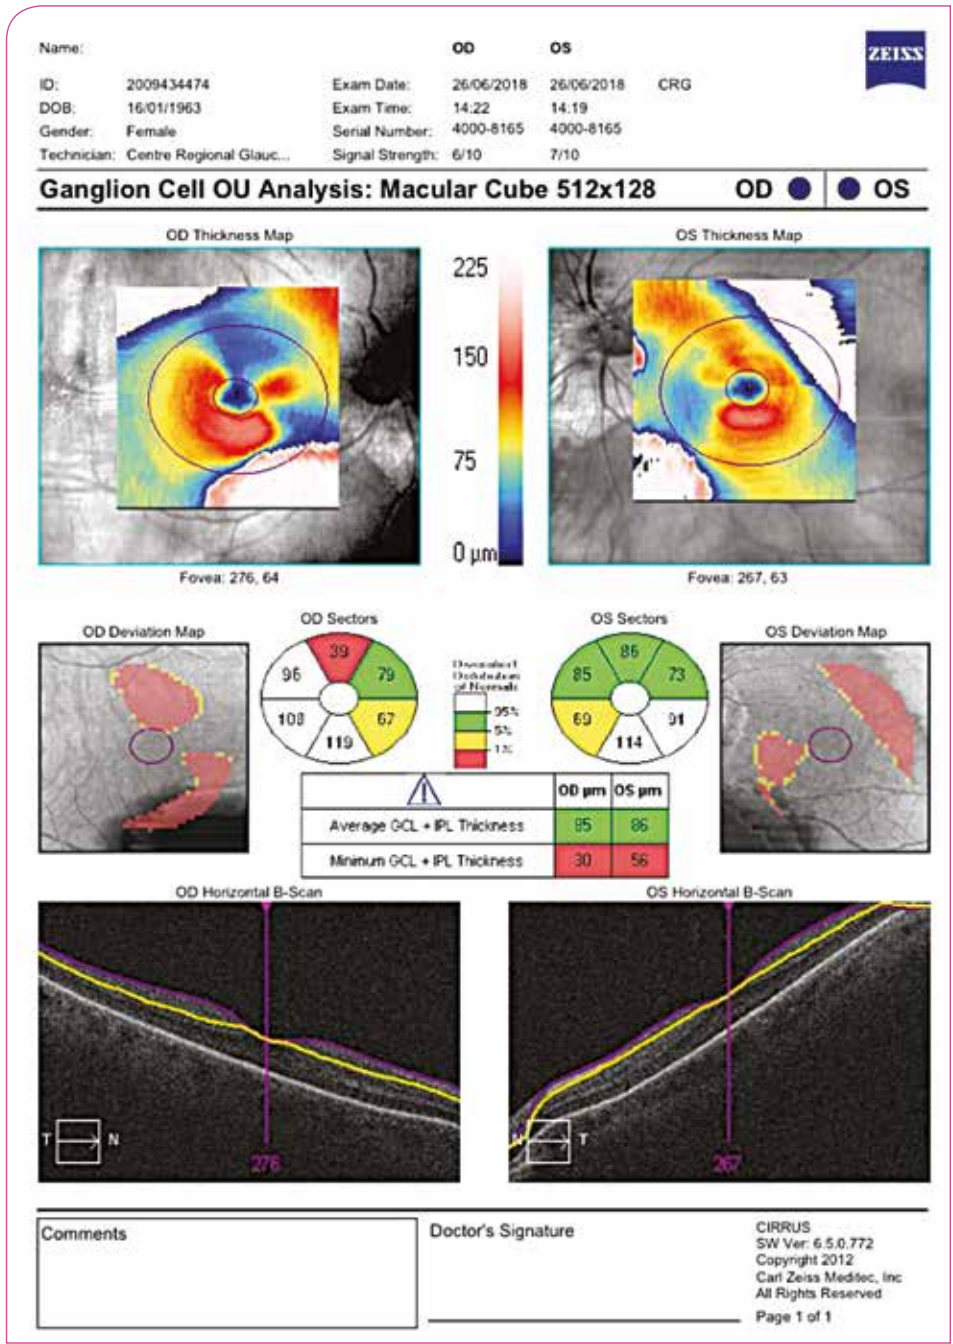 Name: OD OS
ZEISS
ID: 2009434474 Exam Date: 26/06/2018 26/06/2018 CRG
DOB: 16/01/1963 Exam Time: 14:22 14:19
Gender: Female Serial Number: 4000-8165 4000-8165
Technician: Centre Regional Glauc... Signal Strength: 6/10 7/10
Ganglion Cell OU Analysis: Macular Cube 512x128 OD OS
OD Thickness Map OS Thickness Map
225
150
75
0 µm
Fovea: 276, 64 Fovea: 267, 63
OD Deviation Map OD Sectors OS Sectors OS Deviation Map
39 86
96 79 85 73
108 67 69 91
119 114
of Normals
95%
5%
1%
OD µm OS µm
Average GCL + IPL Thickness 85 86
Minimum GCL + IPL Thickness 30 56
OD Horizontal B-Scan OS Horizontal B-Scan
T N N T
276 267
Comments Doctor's Signature
CIRRUS
SW Ver: 6.5.0.772
Copyright 2012
Carl Zeiss Meditec, Inc
All Rights Reserved
Page 1 of 1